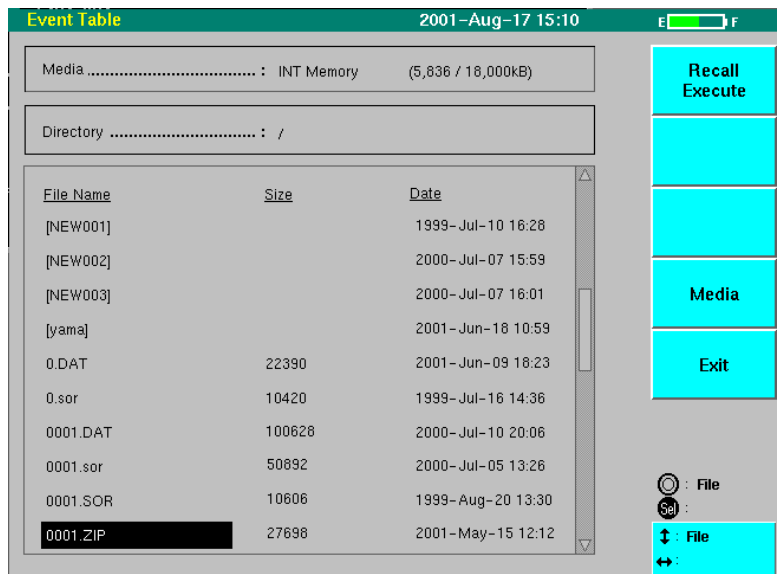 Event Table 2001-Aug-17 15:10 E F
Media ................................... : INT Memory (5,836 / 18,000kB)
Directory ............................... : /
File Name Size Date
[NEW001] 1999-Jul-10 16:28
[NEW002] 2000-Jul-07 15:59
[NEW003] 2000-Jul-07 16:01
[yama] 2001-Jun-18 10:59
0.DAT 22390 2001-Jun-09 18:23
0.sor 10420 1999-Jul-16 14:36
0001.DAT 100628 2000-Jul-10 20:06
0001.sor 50892 2000-Jul-05 13:26
0001.SOR 10606 1999-Aug-20 13:30
0001.ZIP 27698 2001-May-15 12:12
Recall
Execute
Media
Exit
: File
Sel :
↕ : File
↔ :